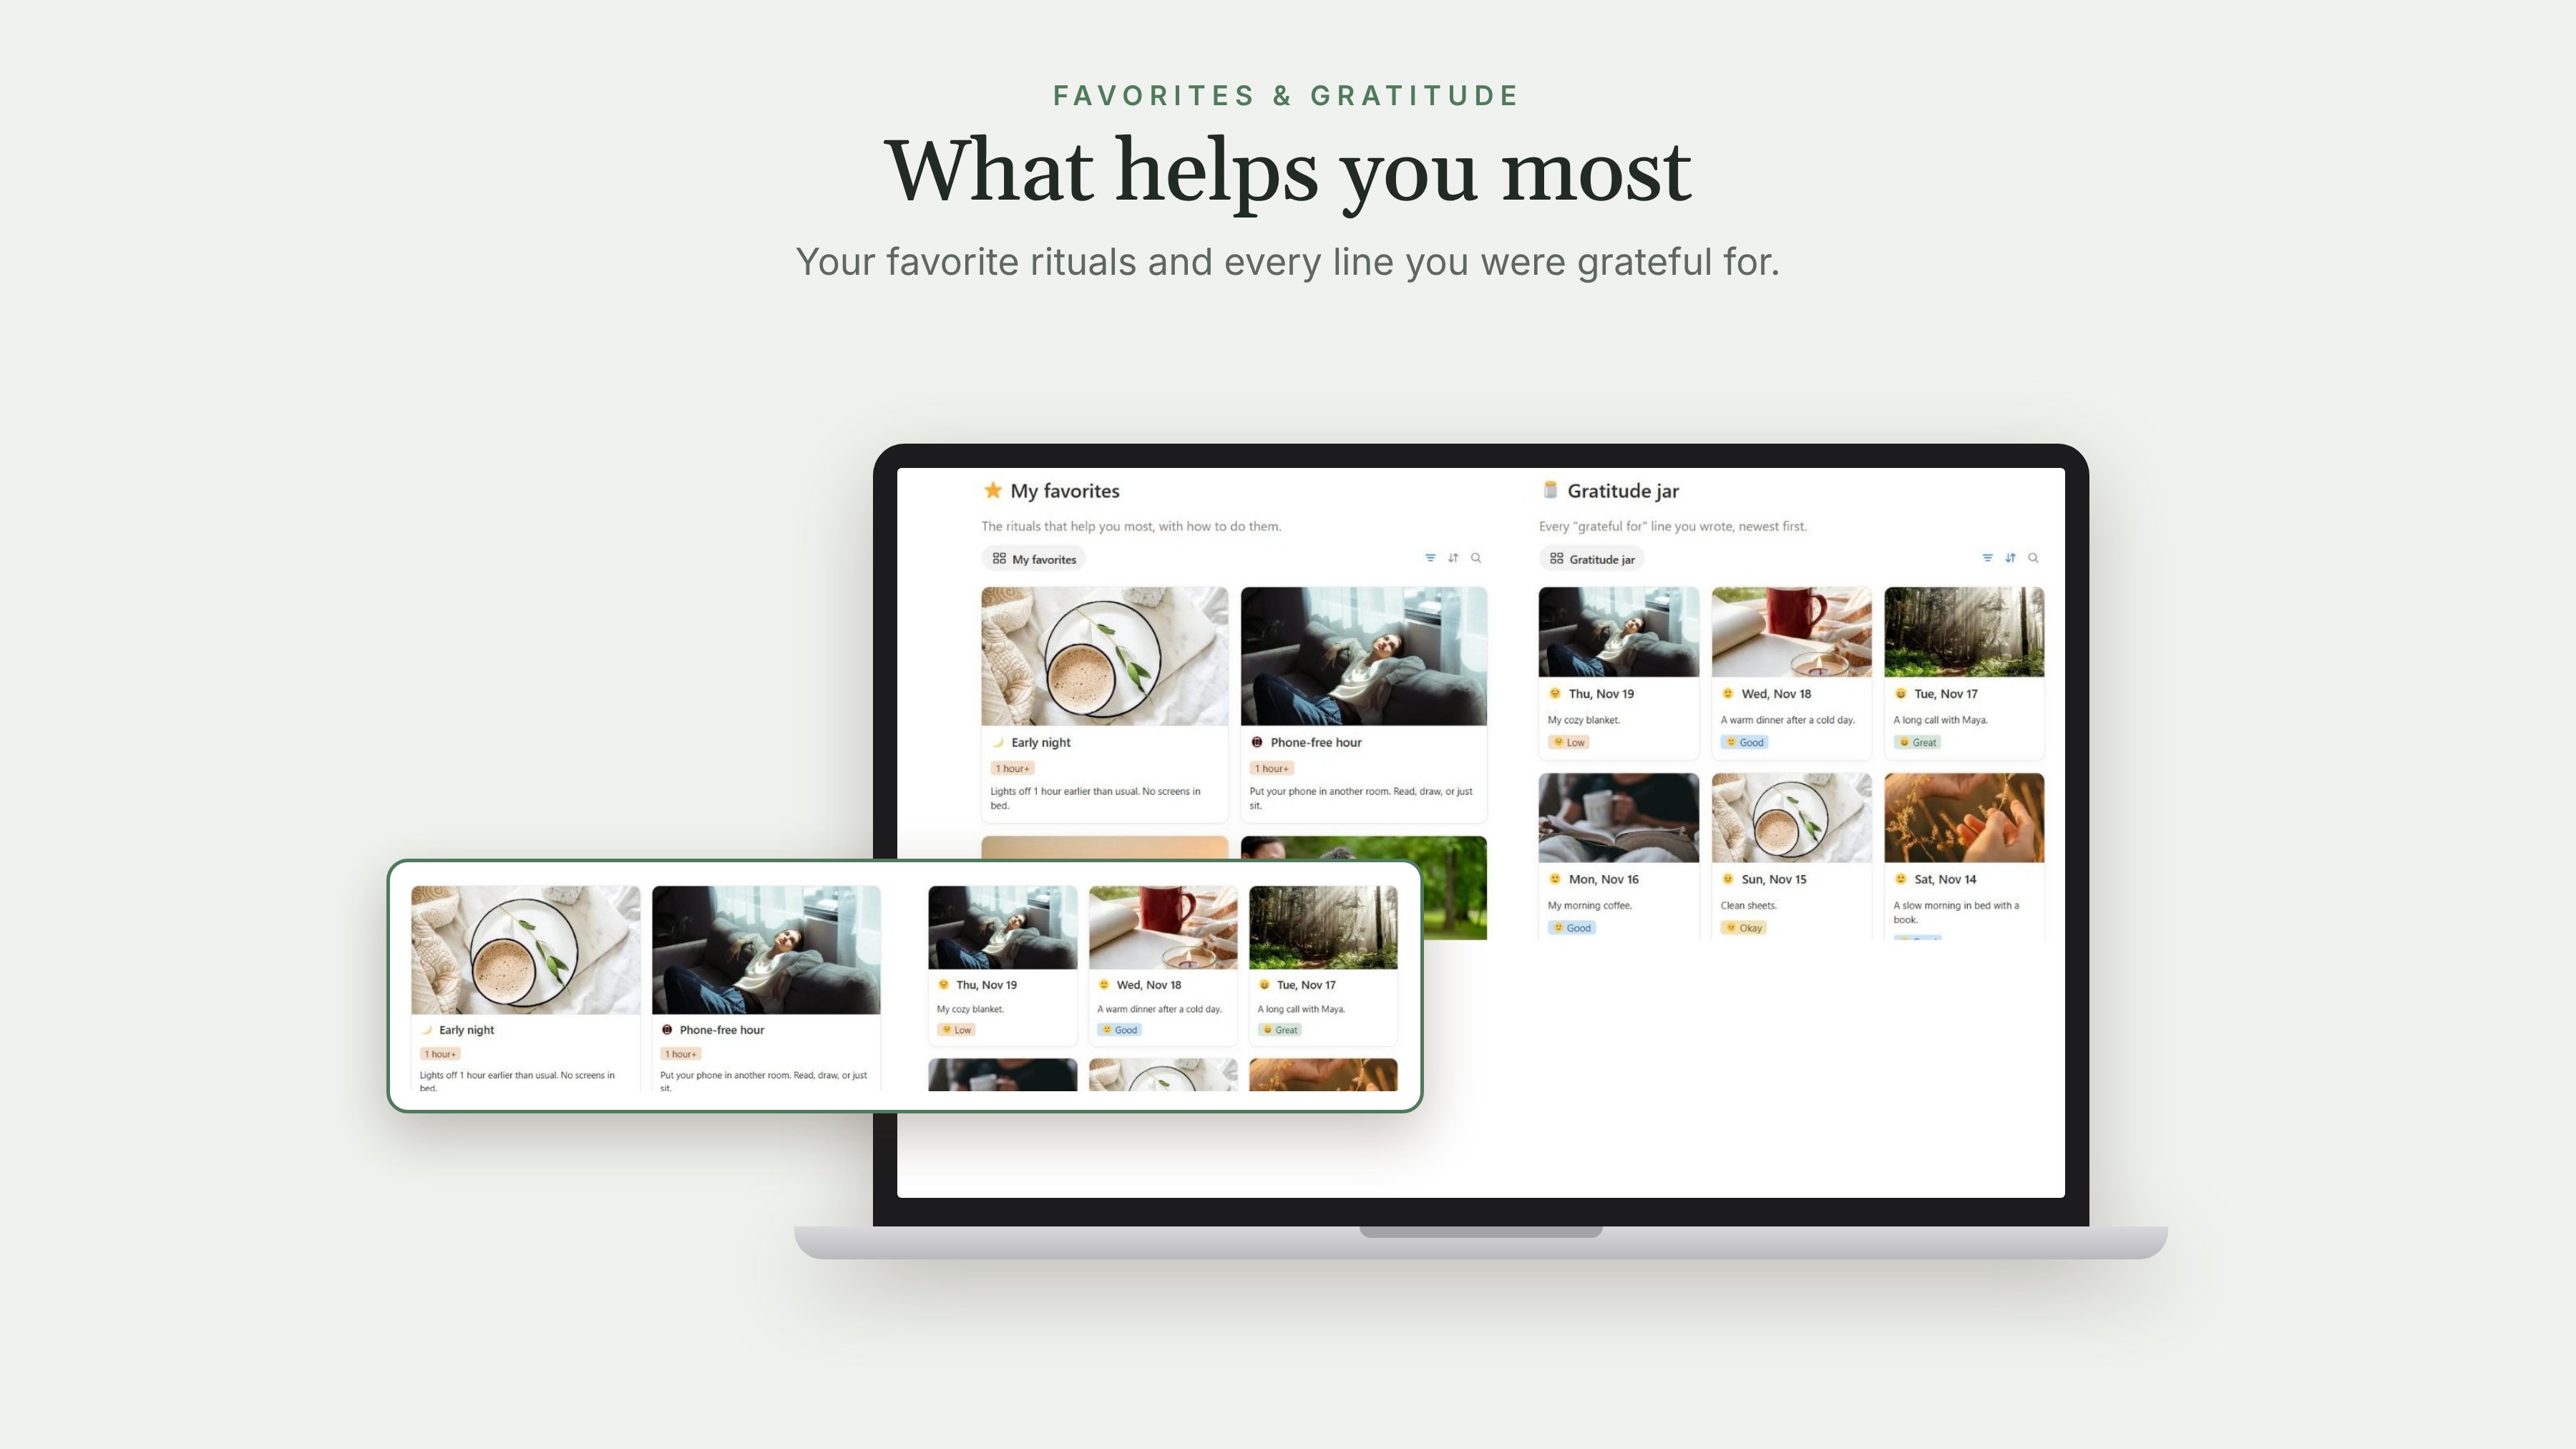 FAVORITES & GRATITUDE
What helps you most
Your favorite rituals and every line you were grateful for.
My favorites
The rituals that help you most, with how to do them.
My favorites
Early night
1 hour+
Lights off 1 hour earlier than usual. No screens in
bed.
Phone-free hour
1 hour+
Put your phone in another room. Read, draw, or just
sit.
Gratitude jar
Every "grateful for" line you wrote, newest first.
Gratitude jar
Thu, Nov 19
My cozy blanket.
Low
Wed, Nov 18
A warm dinner after a cold day.
Good
Tue, Nov 17
A long call with Maya.
Great
Mon, Nov 16
My morning coffee.
Good
Sun, Nov 15
Clean sheets.
Okay
Sat, Nov 14
A slow morning in bed with a
book.
Early night
1 hour+
Lights off 1 hour earlier than usual. No screens in
bed.
Phone-free hour
1 hour+
Put your phone in another room. Read, draw, or just
sit.
Thu, Nov 19
My cozy blanket.
Low
Wed, Nov 18
A warm dinner after a cold day.
Good
Tue, Nov 17
A long call with Maya.
Great